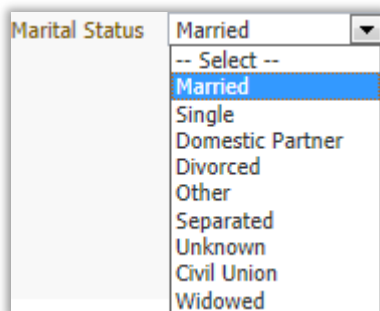 Marital Status Married
-- Select --
Married
Single
Domestic Partner
Divorced
Other
Separated
Unknown
Civil Union
Widowed